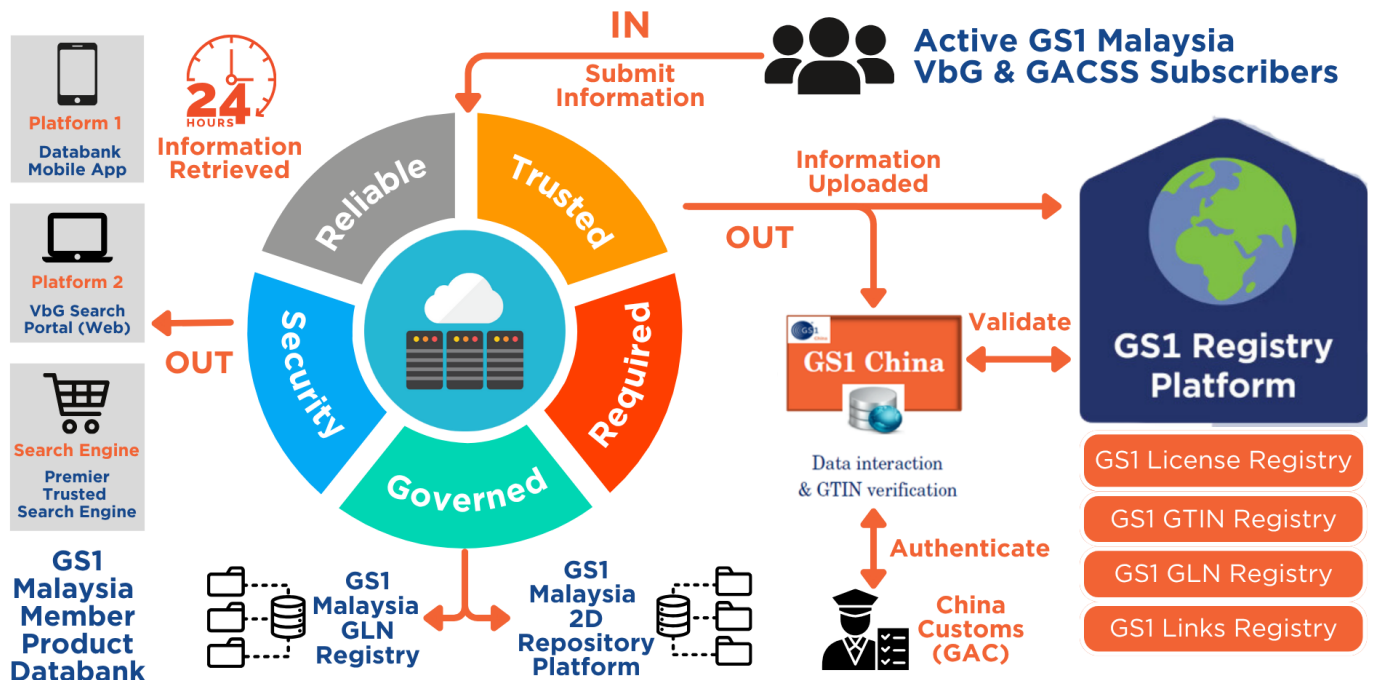 IN
Submit
Information
Active GS1 Malaysia
VbG & GACSS Subscribers
Platform 1
Databank
Mobile App
24
HOURS
Information
Retrieved
Platform 2
VbG Search
Portal (Web)
OUT
Search Engine
Premier
Trusted
Search Engine
GS1
Malaysia
Member
Product
Databank
Reliable
Trusted
Security
Required
Governed
Information
Uploaded
OUT
GS1
China
GS1 China
Data interaction
& GTIN verification
Validate
GS1 Registry
Platform
GS1 License Registry
GS1 GTIN Registry
GS1 GLN Registry
GS1 Links Registry
Authenticate
China
Customs
(GAC)
GS1
Malaysia
GLN
Registry
GS1
Malaysia
2D
Repository
Platform